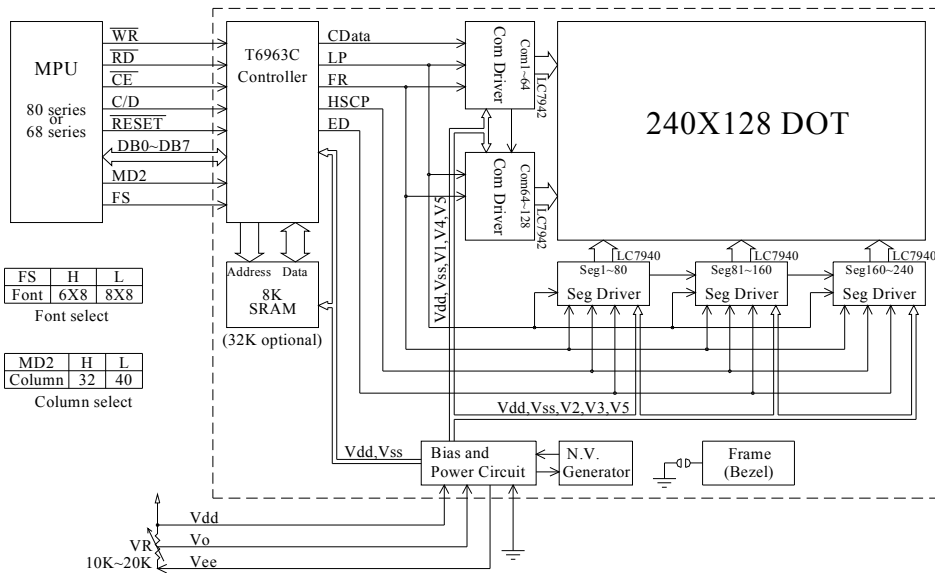 MPU
80 series
or
68 series
WR
RD
CE
C/D
RESET
DB0~DB7
MD2
FS
T6963C
Controller
CData
LP
FR
HSCP
ED
Com Driver
Com1~64
LC7942
Com Driver
Com64~128
LC7942
240X128 DOT
Address Data
8K
SRAM
(32K optional)
Vdd,Vss,V1,V4,V5
LC7940
Seg1~80
Seg Driver
LC7940
Seg81~160
Seg Driver
LC7940
Seg160~240
Seg Driver
FS H L
Font 6X8 8X8
Font select
MD2 H L
Column 32 40
Column select
Vdd,Vss,V2,V3,V5
Vdd,Vss
Bias and
Power Circuit
N.V.
Generator
Frame
(Bezel)
Vdd
VR
Vo
10K~20K
Vee